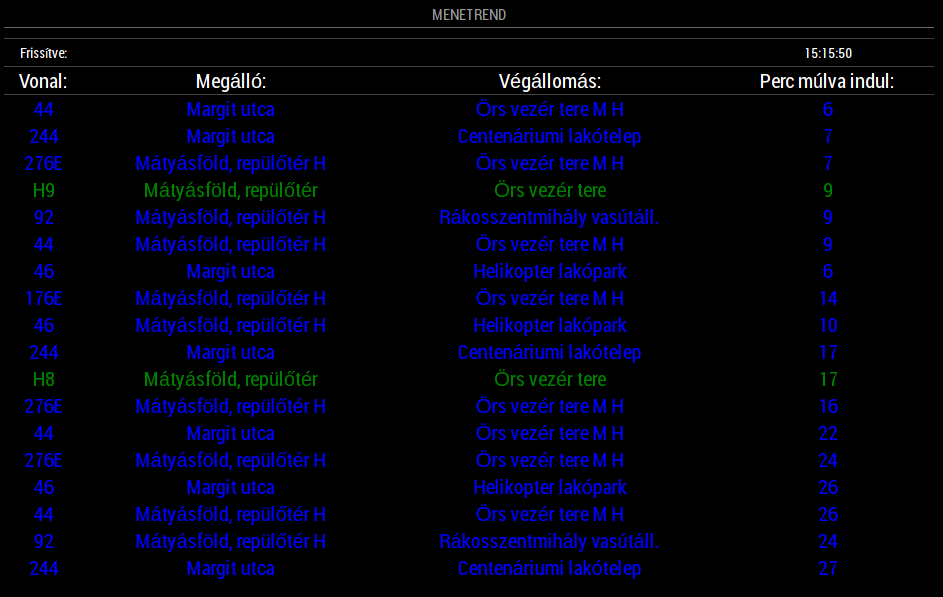 MENETREND
Frissítve: 15:15:50
Vonal: Megálló: Végállomás: Perc múlva indul:
44 Margit utca Örs vezér tere M H 6
244 Margit utca Centenáriumi lakótelep 7
276E Mátyásföld, repülőtér H Örs vezér tere M H 7
H9 Mátyásföld, repülőtér Örs vezér tere 9
92 Mátyásföld, repülőtér H Rákosszentmihály vasútáll. 9
44 Mátyásföld, repülőtér H Örs vezér tere M H 9
46 Margit utca Helikopter lakópark 6
176E Mátyásföld, repülőtér H Örs vezér tere M H 14
46 Mátyásföld, repülőtér H Helikopter lakópark 10
244 Margit utca Centenáriumi lakótelep 17
H8 Mátyásföld, repülőtér Örs vezér tere 17
276E Mátyásföld, repülőtér H Örs vezér tere M H 16
44 Margit utca Örs vezér tere M H 22
276E Mátyásföld, repülőtér H Örs vezér tere M H 24
46 Margit utca Helikopter lakópark 26
44 Mátyásföld, repülőtér H Örs vezér tere M H 26
92 Mátyásföld, repülőtér H Rákosszentmihály vasútáll. 24
244 Margit utca Centenáriumi lakótelep 27